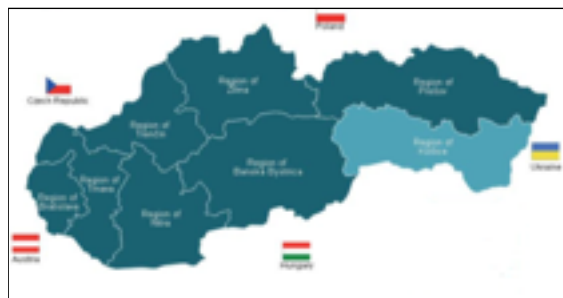 Poland
Czech Republic
Region of
Žilina
Region of
Prešov
Region of
Trenčín
Region of
Košice
Ukraine
Region of
Banská Bystrica
Region of
Trnava
Region of
Bratislava
Region of
Nitra
Austria
Hungary